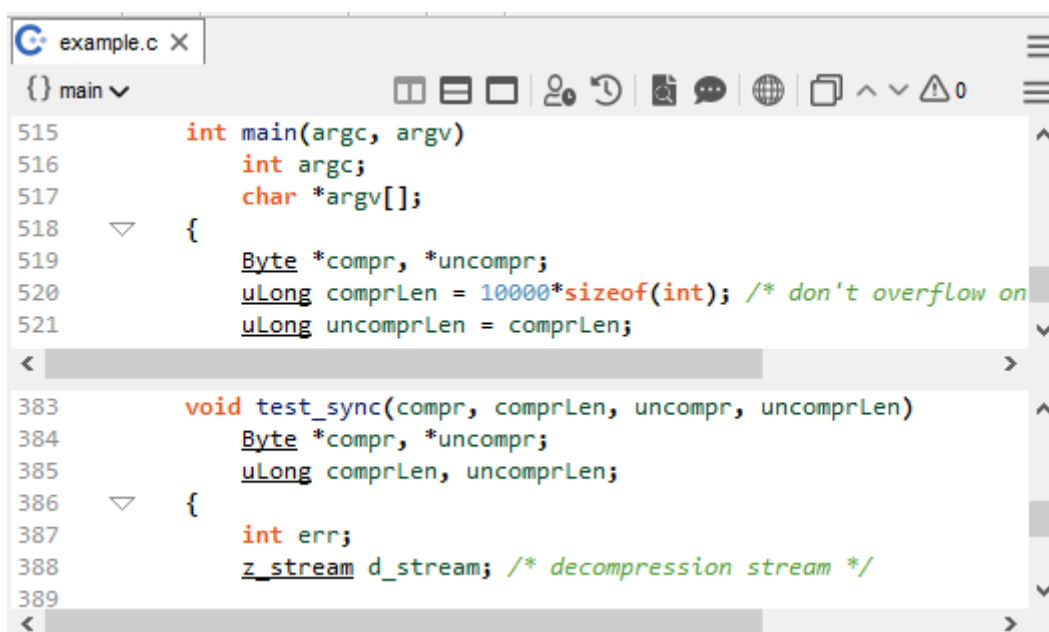 example.c
{} main
0
515 int main(argc, argv)
516 int argc;
517 char *argv[];
518 {
519 Byte *compr, *uncompr;
520 uLong comprLen = 10000*sizeof(int); /* don't overflow on
521 uLong uncomprLen = comprLen;
383 void test_sync(compr, comprLen, uncompr, uncomprLen)
384 Byte *compr, *uncompr;
385 uLong comprLen, uncomprLen;
386 {
387 int err;
388 z_stream d_stream; /* decompression stream */
389